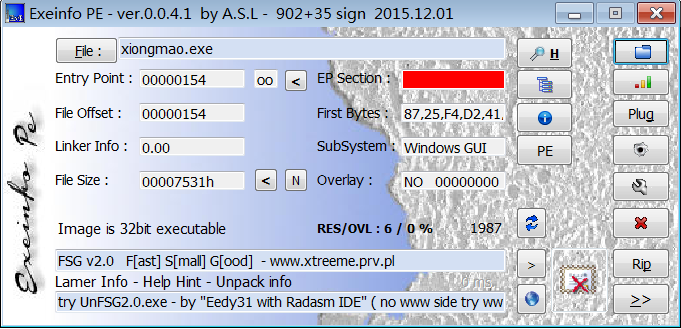 Exeinfo PE - ver.0.0.4.1 by A.S.L - 902+35 sign 2015.12.01
File : xiongmao.exe H
Entry Point : 00000154 oo < EP Section :
File Offset : 00000154 First Bytes : 87,25,F4,D2,41, Plug
Linker Info : 0.00 SubSystem : Windows GUI PE
File Size : 00007531h < N Overlay : NO 00000000
Image is 32bit executable RES/OVL : 6 / 0 % 1987
FSG v2.0 F[ast] S[mall] G[ood] - www.xtreeme.prv.pl > Rip
Lamer Info - Help Hint - Unpack info ms.
try UnFSG2.0.exe - by "Eedy31 with Radasm IDE" ( no www side try ww >>
Exeinfo Pe